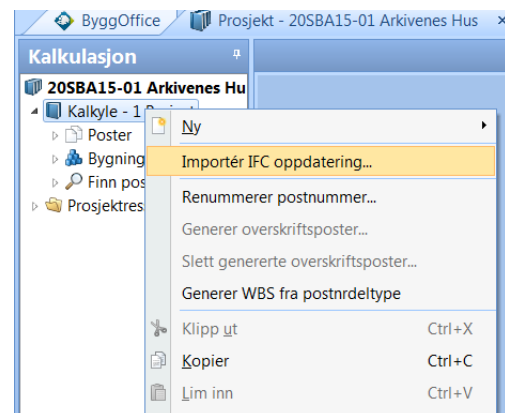 ByggOffice
Prosjekt - 20SBA15-01 Arkivenes Hus
Kalkulasjon
20SBA15-01 Arkivenes Hu
Kalkyle - 1
Poster
Bygning
Finn pos
Prosjektres
Ny
Importér IFC oppdatering...
Renummerer postnummer...
Generer overskriftsposter...
Slett genererte overskriftsposter...
Generer WBS fra postnrdeltype
Klipp ut Ctrl+X
Kopier Ctrl+C
Lim inn Ctrl+V